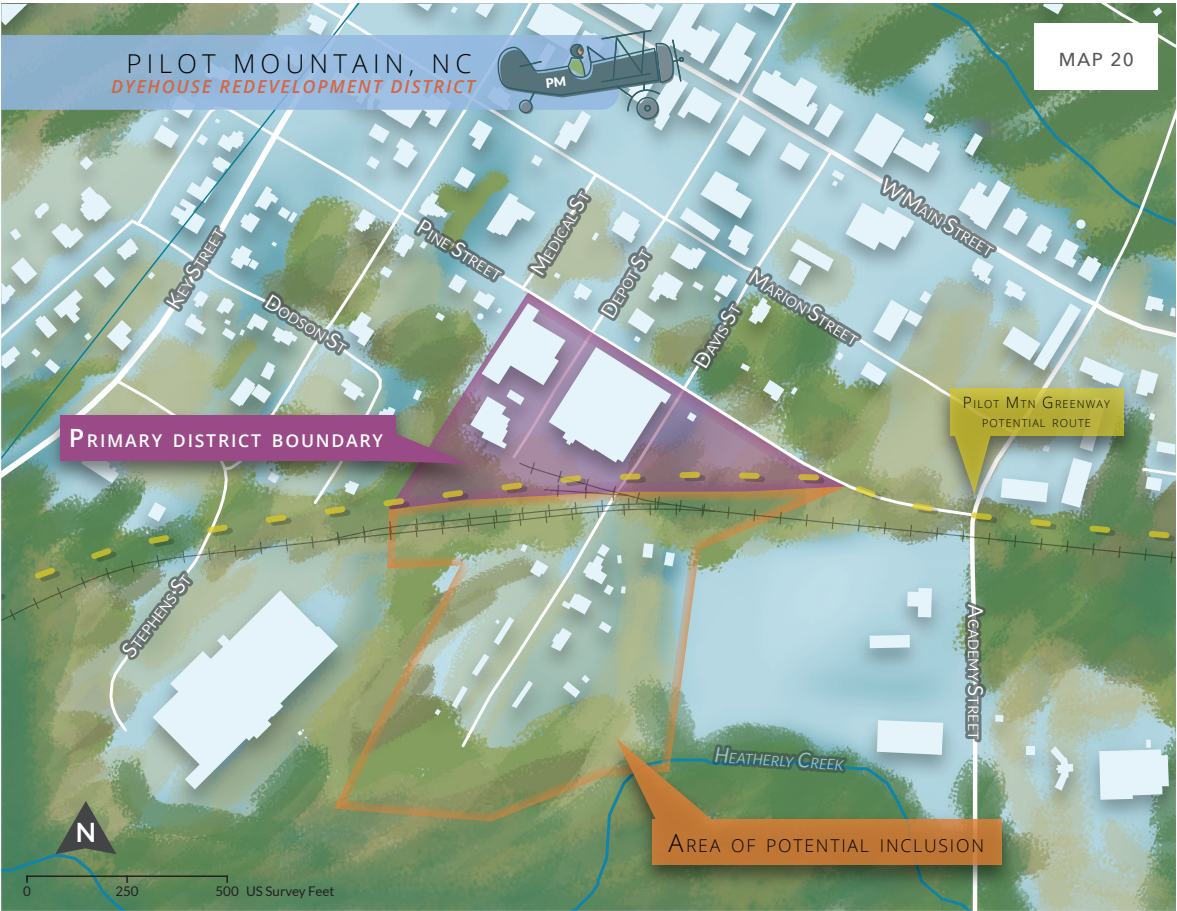 PILOT MOUNTAIN, NC
DYEHOUSE REDEVELOPMENT DISTRICT
PM
MAP 20
W MAIN STREET
MEDICAL ST
PINE STREET
KEY STREET
DEPOT ST
MARION STREET
DODSON ST
DAVIS ST
PILOT MTN GREENWAY
POTENTIAL ROUTE
PRIMARY DISTRICT BOUNDARY
STEPHENS ST
ACADEMY STREET
HEATHERLY CREEK
AREA OF POTENTIAL INCLUSION
N
0 250 500 US Survey Feet